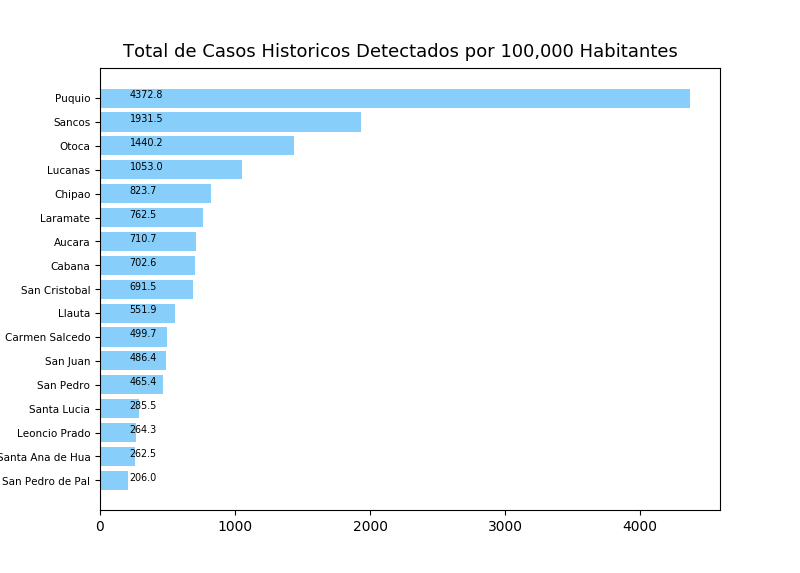 Total de Casos Historicos Detectados por 100,000 Habitantes
Puquio 4372.8
Sancos 1931.5
Otoca 1440.2
Lucanas 1053.0
Chipao 823.7
Laramate 762.5
Aucara 710.7
Cabana 702.6
San Cristobal 691.5
Llauta 551.9
Carmen Salcedo 499.7
San Juan 486.4
San Pedro 465.4
Santa Lucia 285.5
Leoncio Prado 264.3
Santa Ana de Hua 262.5
San Pedro de Pal 206.0
0 1000 2000 3000 4000